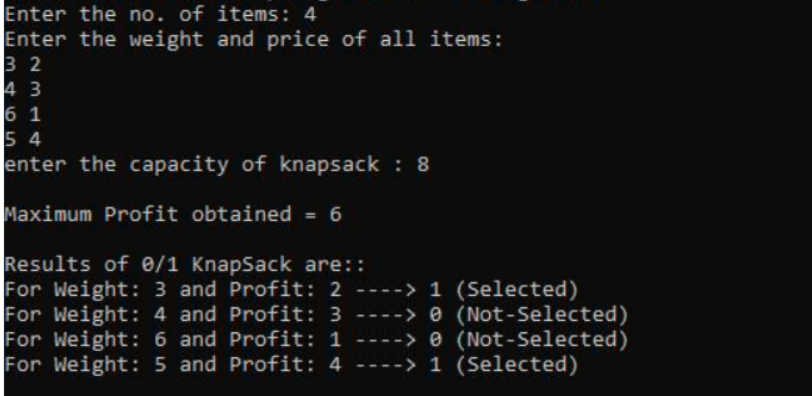 Enter the no. of items: 4
Enter the weight and price of all items:
3 2
4 3
6 1
5 4
enter the capacity of knapsack : 8
Maximum Profit obtained = 6
Results of 0/1 KnapSack are::
For Weight: 3 and Profit: 2 ----> 1 (Selected)
For Weight: 4 and Profit: 3 ----> 0 (Not-Selected)
For Weight: 6 and Profit: 1 ----> 0 (Not-Selected)
For Weight: 5 and Profit: 4 ----> 1 (Selected)